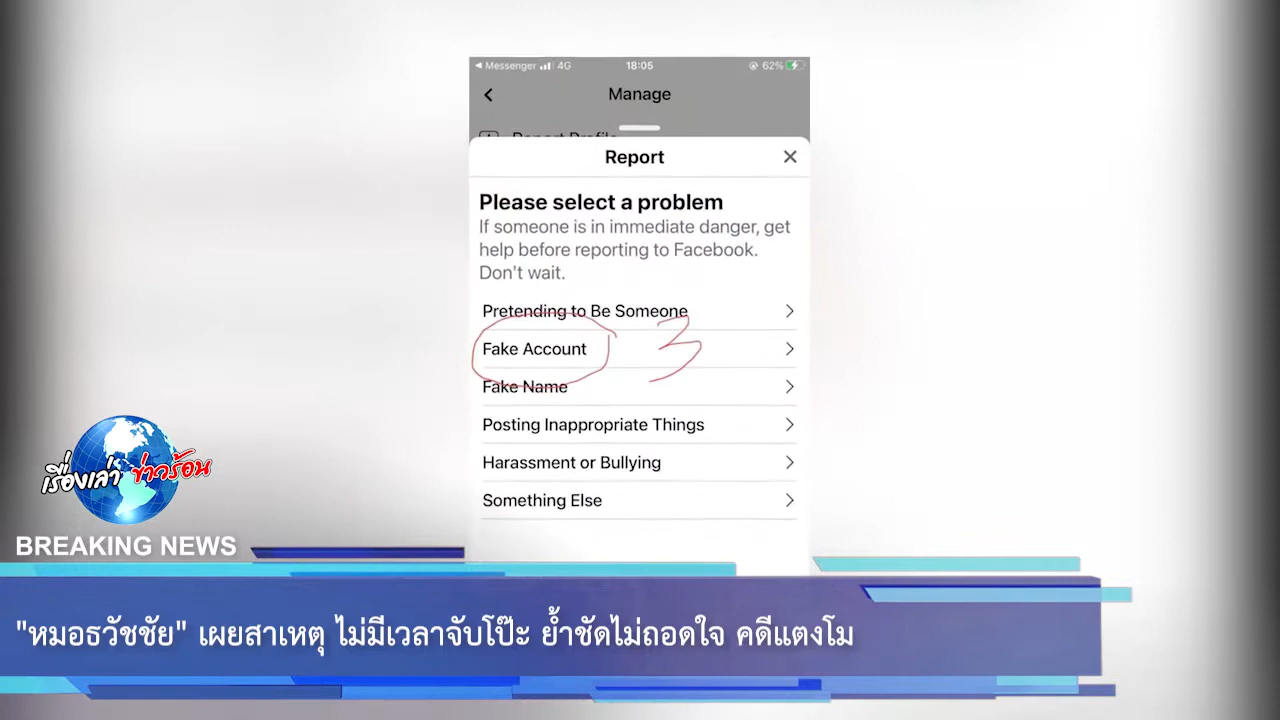 Messenger 4G 18:05 62%
Manage
Report Profile
Report
Please select a problem
If someone is in immediate danger, get
help before reporting to Facebook.
Don't wait.
Pretending to Be Someone
Fake Account 3
Fake Name
Posting Inappropriate Things
Harassment or Bullying
Something Else
เรื่องเล่า ข่าวร้อน
BREAKING NEWS
"หมอธวัชชัย" เผยสาเหตุ ไม่มีเวลาจับโป๊ะ ย้ำชัดไม่ถอดใจ คดีแตงโม